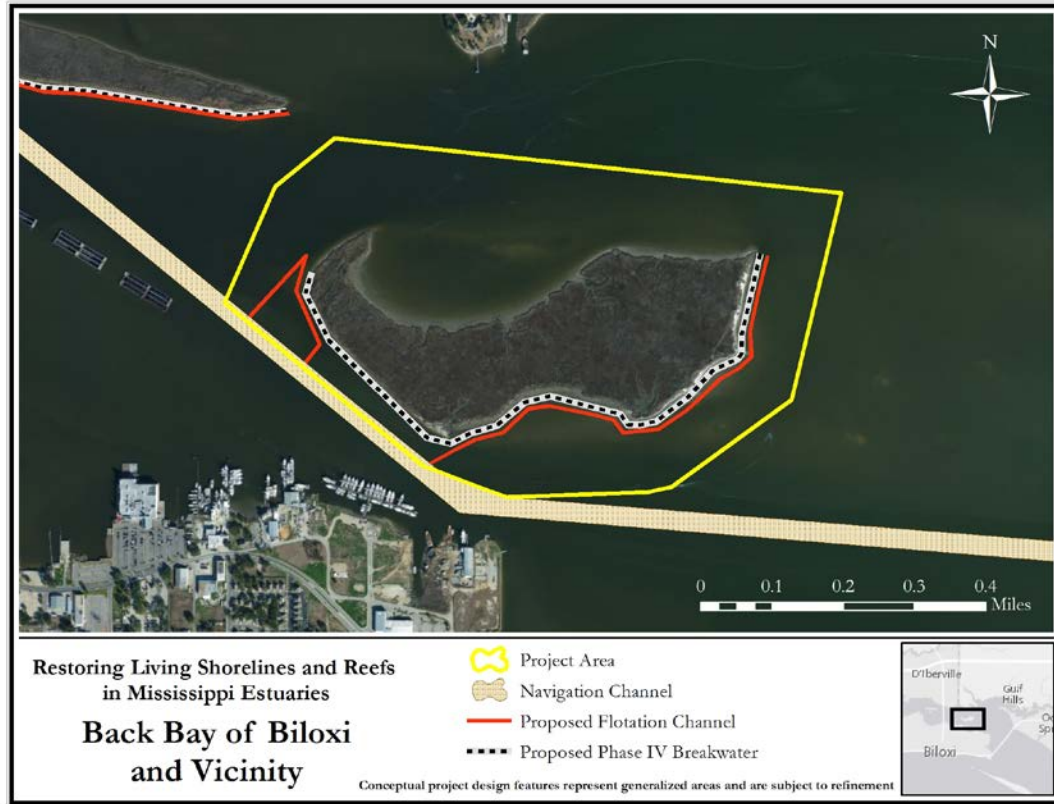 N
0 0.1 0.2 0.3 0.4
Miles
Restoring Living Shorelines and Reefs
in Mississippi Estuaries
Back Bay of Biloxi
and Vicinity
Project Area
Navigation Channel
Proposed Flotation Channel
Proposed Phase IV Breakwater
Conceptual project design features represent generalized areas and are subject to refinement
D'Iberville
Gulf
Hills
Oc
Spr
Biloxi